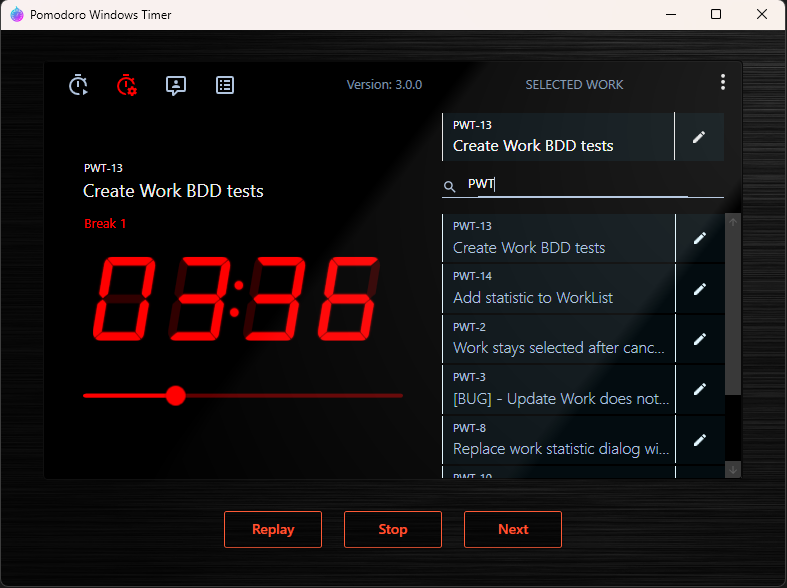 Pomodoro Windows Timer
Version: 3.0.0
SELECTED WORK
PWT-13
Create Work BDD tests
PWT-13
Create Work BDD tests
Break 1
03:36
PWT
PWT-13
Create Work BDD tests
PWT-14
Add statistic to WorkList
PWT-2
Work stays selected after canc...
PWT-3
[BUG] - Update Work does not...
PWT-8
Replace work statistic dialog wi...
PWT-10
Replay
Stop
Next